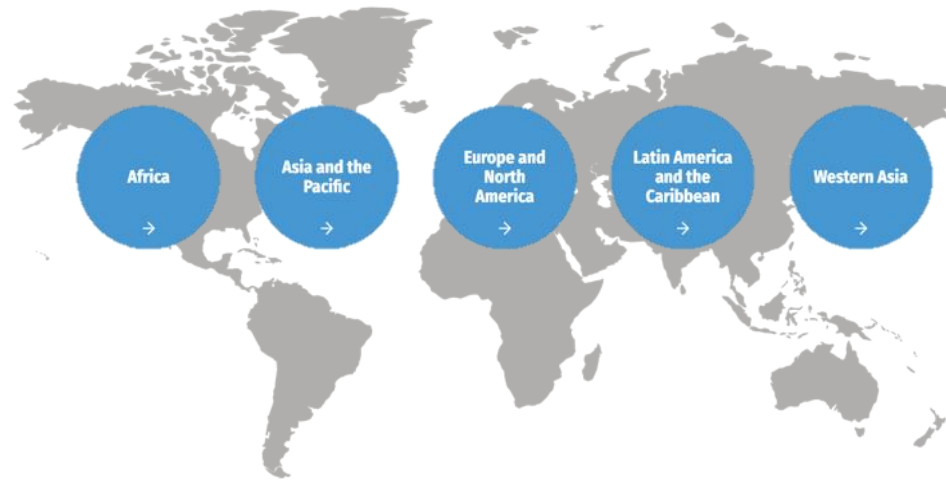 Africa
Asia and the
Pacific
Europe and
North
America
Latin America
and the
Caribbean
Western Asia
→
→
→
→
→